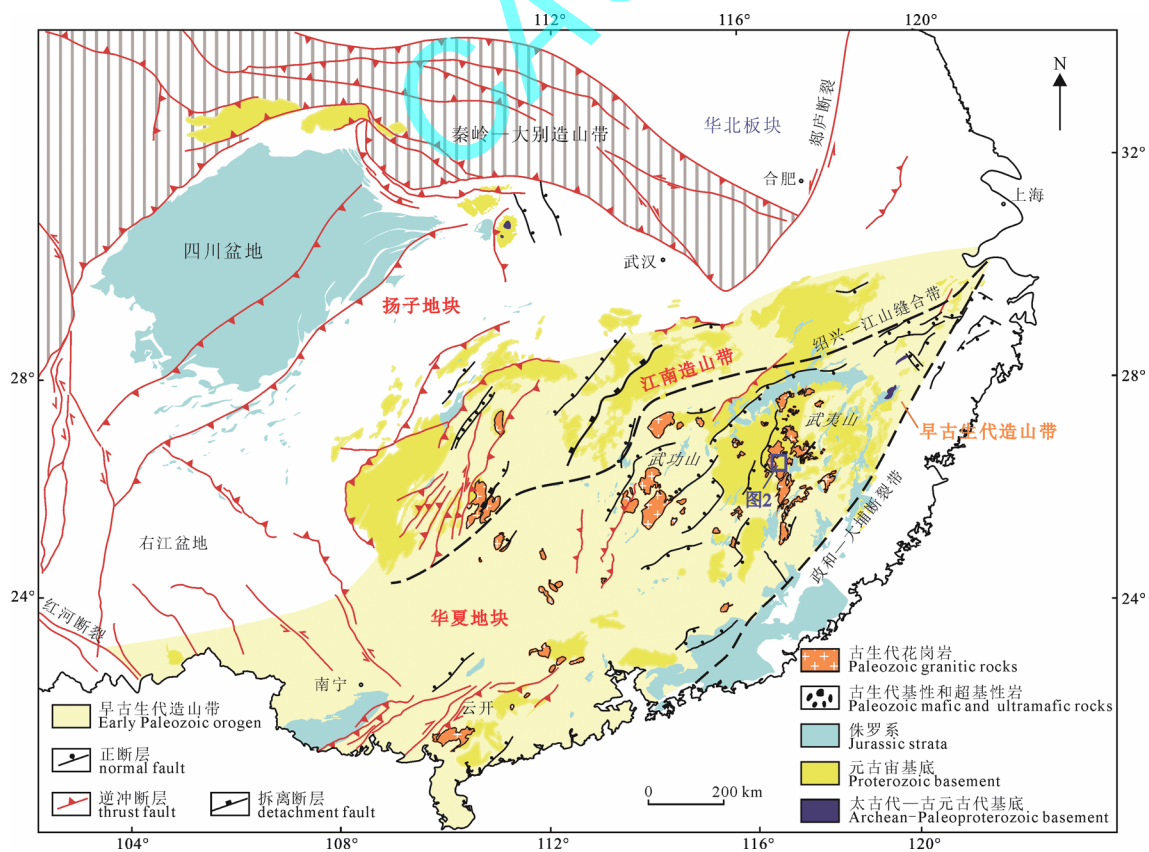 112°
116°
120°
CA
N
华北板块
郯庐断裂
秦岭—大别造山带
32°
合肥
上海
四川盆地
武汉
扬子地块
绍兴—江山缝合带
江南造山带
28°
28°
武夷山
早古生代造山带
武功山
图2
政和—大埔断裂带
右江盆地
24°
24°
红河断裂
华夏地块
南宁
云开
早古生代造山带
Early Paleozoic orogen
正断层
normal fault
逆冲断层
thrust fault
拆离断层
detachment fault
0
200 km
古生代花岗岩
Paleozoic granitic rocks
古生代基性和超基性岩
Paleozoic mafic and ultramafic rocks
侏罗系
Jurassic strata
元古宙基底
Proterozoic basement
太古代—古元古代基底
Archean-Paleoproterozoic basement
104°
108°
112°
116°
120°